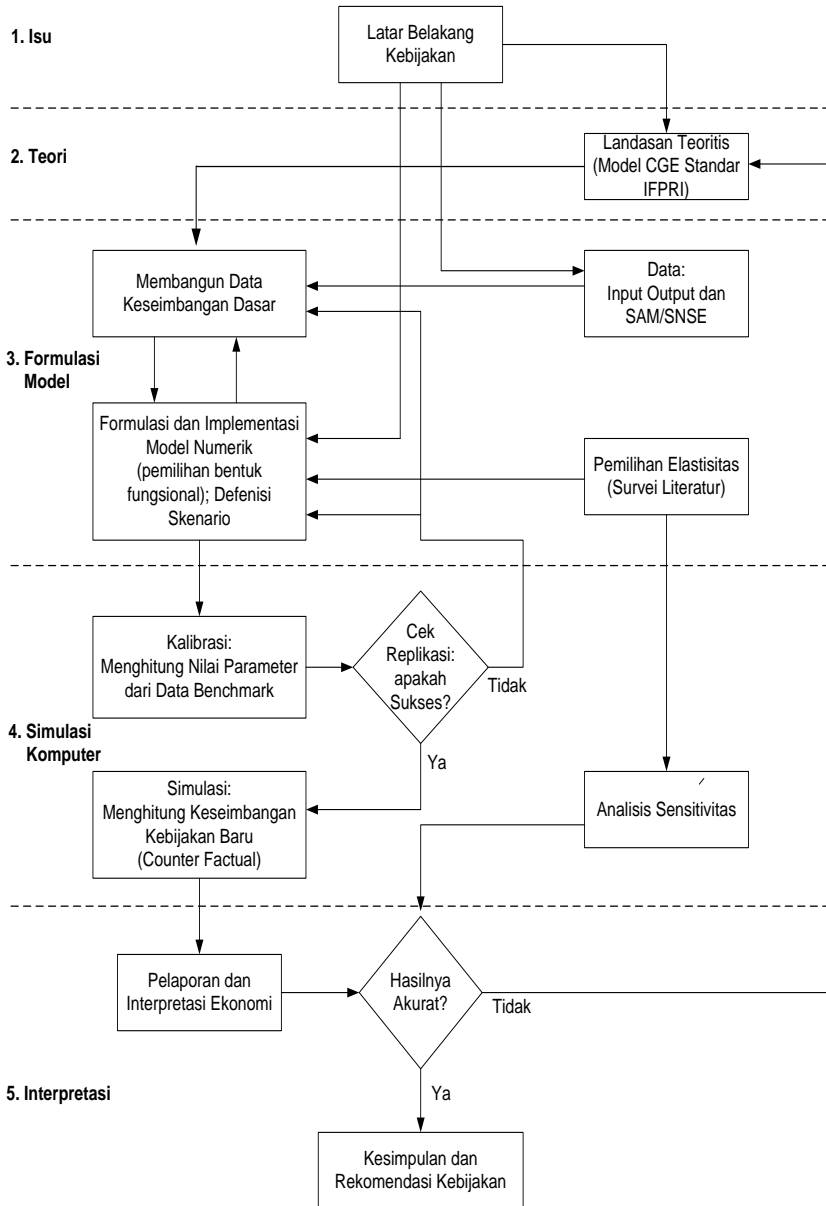 1. Isu
Latar Belakang
Kebijakan
2. Teori
Landasan Teoritis
(Model CGE Standar
IFPRI)
Membangun Data
Keseimbangan Dasar
Data:
Input Output dan
SAM/SNSE
3. Formulasi
Model
Formulasi dan Implementasi
Model Numerik
(pemilihan bentuk
fungsional); Defenisi
Skenario
Pemilihan Elastisitas
(Survei Literatur)
Kalibrasi:
Menghitung Nilai Parameter
dari Data Benchmark
Cek
Replikasi:
apakah
Sukses?
Tidak
Ya
4. Simulasi
Komputer
Simulasi:
Menghitung Keseimbangan
Kebijakan Baru
(Counter Factual)
Analisis Sensitivitas
Pelaporan dan
Interpretasi Ekonomi
Hasilnya
Akurat?
Tidak
Ya
5. Interpretasi
Kesimpulan dan
Rekomendasi Kebijakan